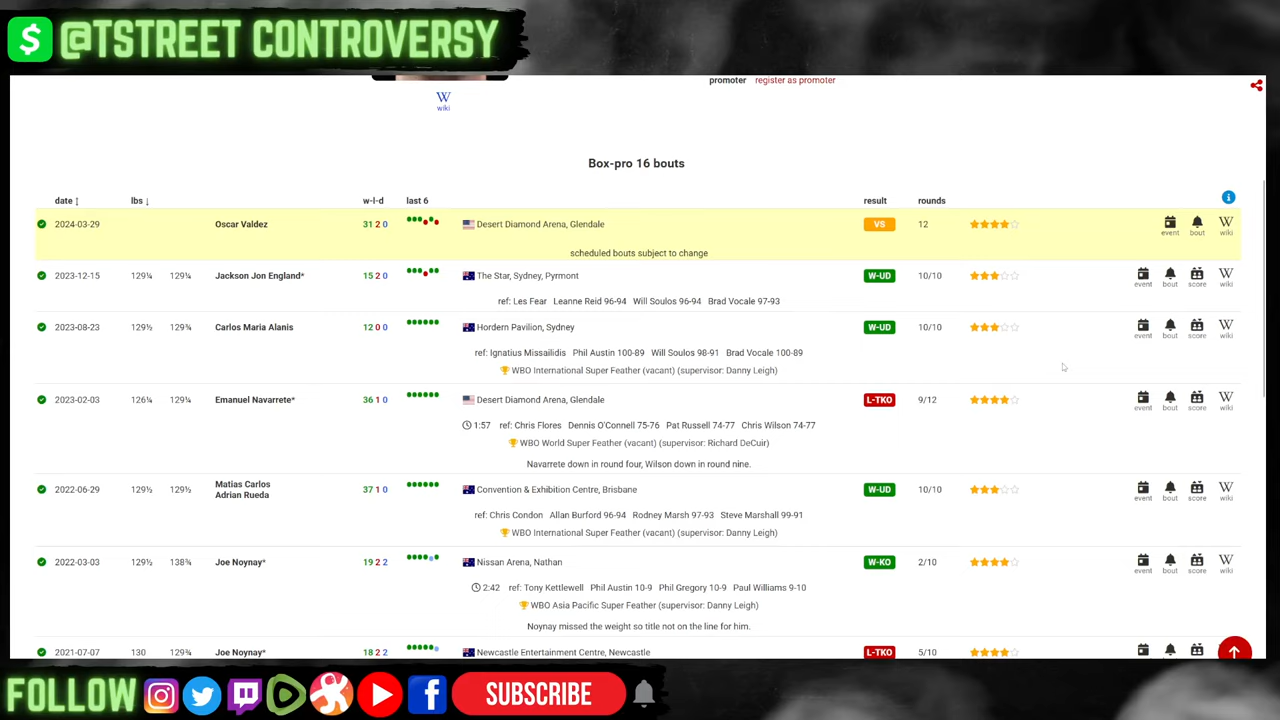 $ @TSTREET CONTROVERSY
promoter register as promoter
W
wiki
Box-pro 16 bouts
date lbs w-l-d last 6 result rounds
2024-03-29 Oscar Valdez 31 2 0 Desert Diamond Arena, Glendale VS 12 event bout wiki
scheduled bouts subject to change
2023-12-15 129¼ 129¼ Jackson Jon England* 15 2 0 The Star, Sydney, Pyrmont W-UD 10/10 event bout score wiki
ref: Les Fear Leanne Reid 96-94 Will Soulos 96-94 Brad Vocale 97-93
2023-08-23 129½ 129¾ Carlos Maria Alanis 12 0 0 Hordern Pavilion, Sydney W-UD 10/10 event bout score wiki
ref: Ignatius Missailidis Phil Austin 100-89 Will Soulos 98-91 Brad Vocale 100-89
WBO International Super Feather (vacant) (supervisor: Danny Leigh)
2023-02-03 126¼ 129¾ Emanuel Navarrete* 36 1 0 Desert Diamond Arena, Glendale L-TKO 9/12 event bout score wiki
1:57 ref: Chris Flores Dennis O'Connell 75-76 Pat Russell 74-77 Chris Wilson 74-77
WBO World Super Feather (vacant) (supervisor: Richard DeCuir)
Navarrete down in round four, Wilson down in round nine.
2022-06-29 129½ 129½ Matias Carlos Adrian Rueda 37 1 0 Convention & Exhibition Centre, Brisbane W-UD 10/10 event bout score wiki
ref: Chris Condon Allan Burford 96-94 Rodney Marsh 97-93 Steve Marshall 99-91
WBO International Super Feather (supervisor: Danny Leigh)
2022-03-03 129½ 138¾ Joe Noynay* 19 2 2 Nissan Arena, Nathan W-KO 2/10 event bout score wiki
2:42 ref: Tony Kettlewell Phil Austin 10-9 Phil Gregory 10-9 Paul Williams 9-10
WBO Asia Pacific Super Feather (supervisor: Danny Leigh)
Noynay missed the weight so title not on the line for him.
2021-07-07 130 129¾ Joe Noynay* 18 2 2 Newcastle Entertainment Centre, Newcastle L-TKO 5/10
FOLLOW SUBSCRIBE